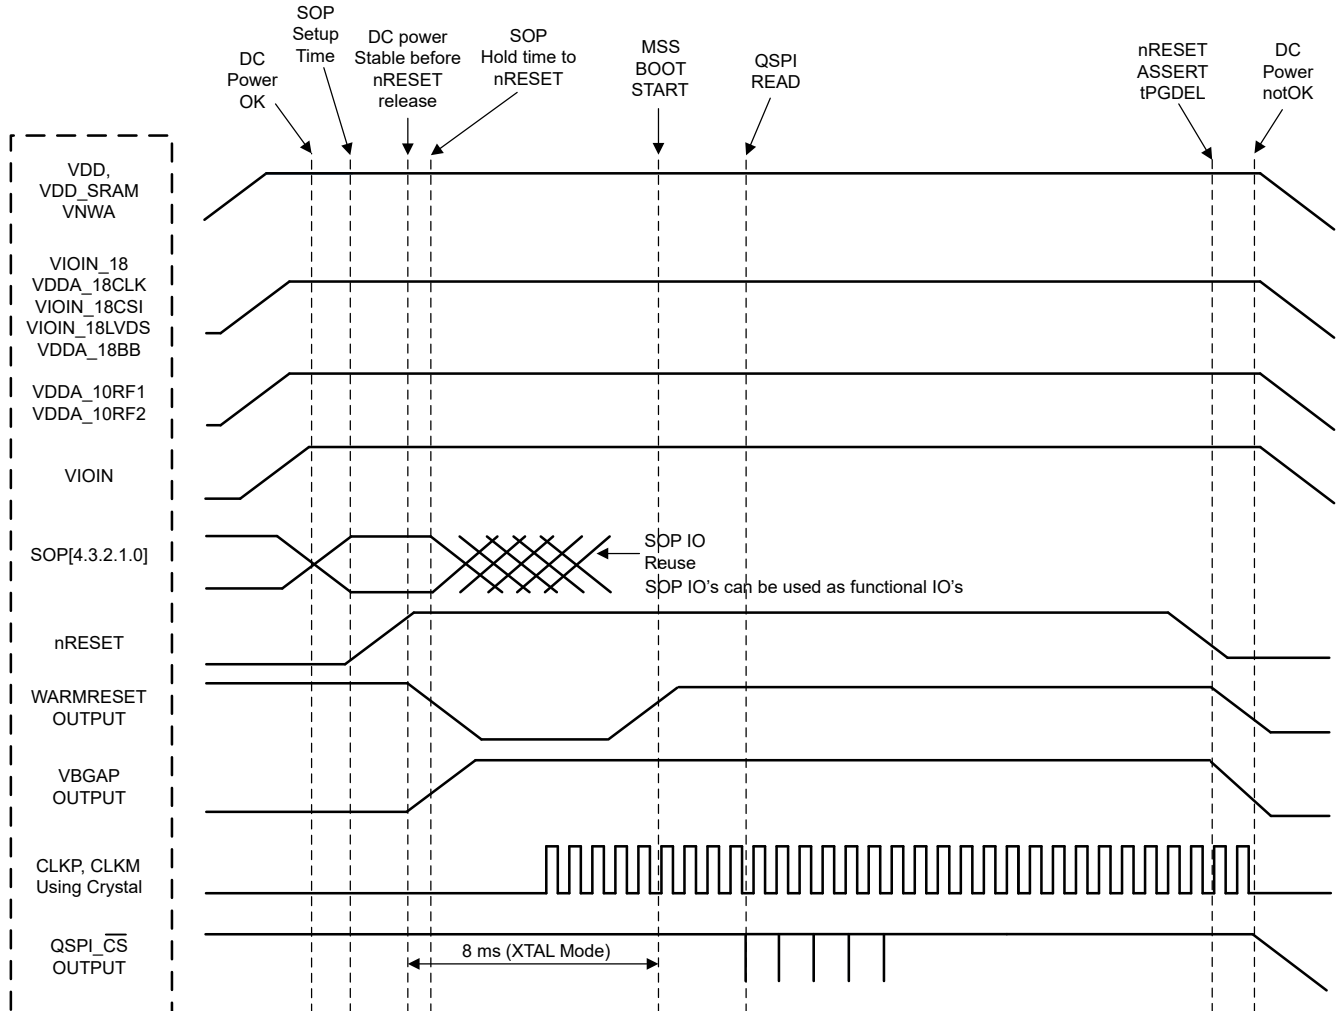 SOP
Setup
Time
DC
Power
OK
DC power
Stable before
nRESET
release
SOP
Hold time to
nRESET
MSS
BOOT
START
QSPI
READ
nRESET
ASSERT
tPGDEL
DC
Power
notOK
VDD,
VDD_SRAM
VNWA
VIOIN_18
VDDA_18CLK
VIOIN_18CSI
VIOIN_18LVDS
VDDA_18BB
VDDA_10RF1
VDDA_10RF2
VIOIN
SOP[4.3.2.1.0]
SOP IO
Reuse
SOP IO's can be used as functional IO's
nRESET
WARMRESET
OUTPUT
VBGAP
OUTPUT
CLKP, CLKM
Using Crystal
QSPI_C̅S̅
OUTPUT
8 ms (XTAL Mode)